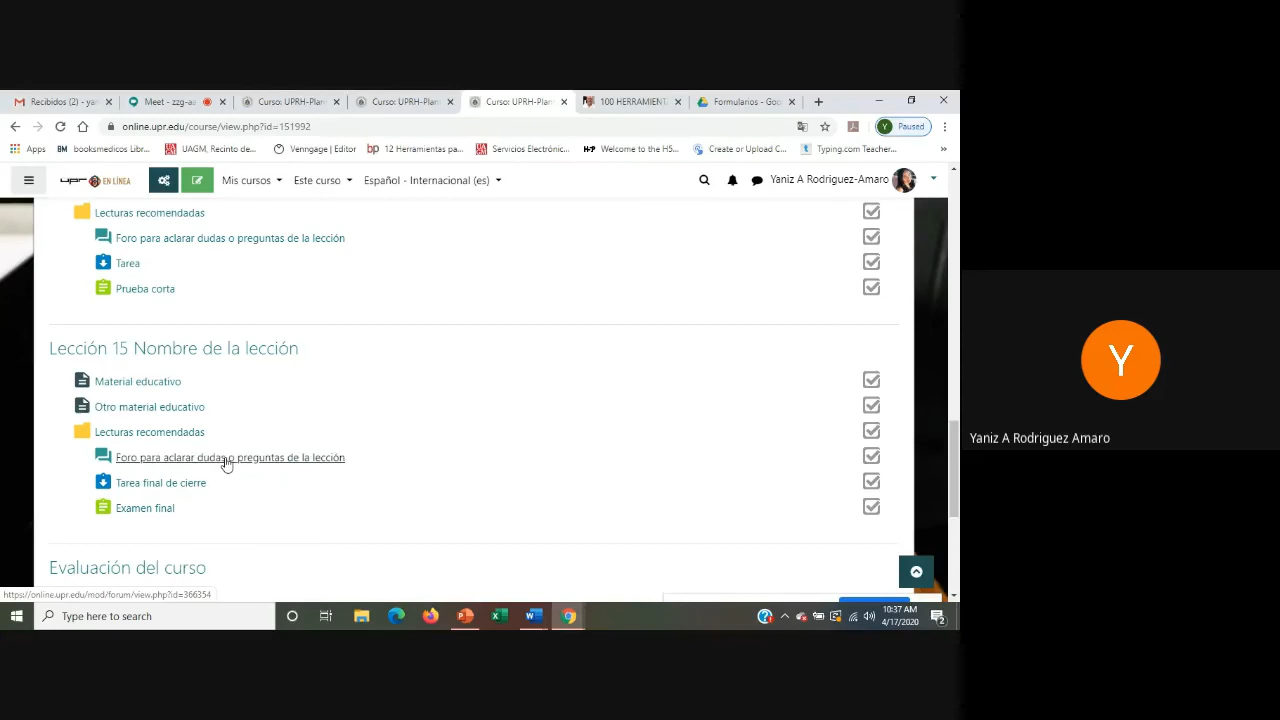 Recibidos (2) - ya
Meet - zzg-aa
Curso: UPRH-Plan
Curso: UPRH-Plan
Curso: UPRH-Plan
100 HERRAMIENT
Formularios - Goo
online.upr.edu/course/view.php?id=151992
Y
Paused
Apps
BM
booksmedicos Libr...
UAGM, Recinto de...
Venngage | Editor
bp
12 Herramientas pa...
Servicios Electrónic...
H-P
Welcome to the H5...
Create or Upload C...
Typing.com Teacher...
»
upr EN LÍNEA
Mis cursos
Este curso
Español - Internacional (es)
Yaniz A Rodriguez-Amaro
Lecturas recomendadas
Foro para aclarar dudas o preguntas de la lección
Tarea
Prueba corta
Lección 15 Nombre de la lección
Material educativo
Otro material educativo
Lecturas recomendadas
Foro para aclarar dudas o preguntas de la lección
Tarea final de cierre
Examen final
Evaluación del curso
https://online.upr.edu/mod/forum/view.php?id=366354
Type here to search
10:37 AM
4/17/2020
2
Y
Yaniz A Rodriguez Amaro